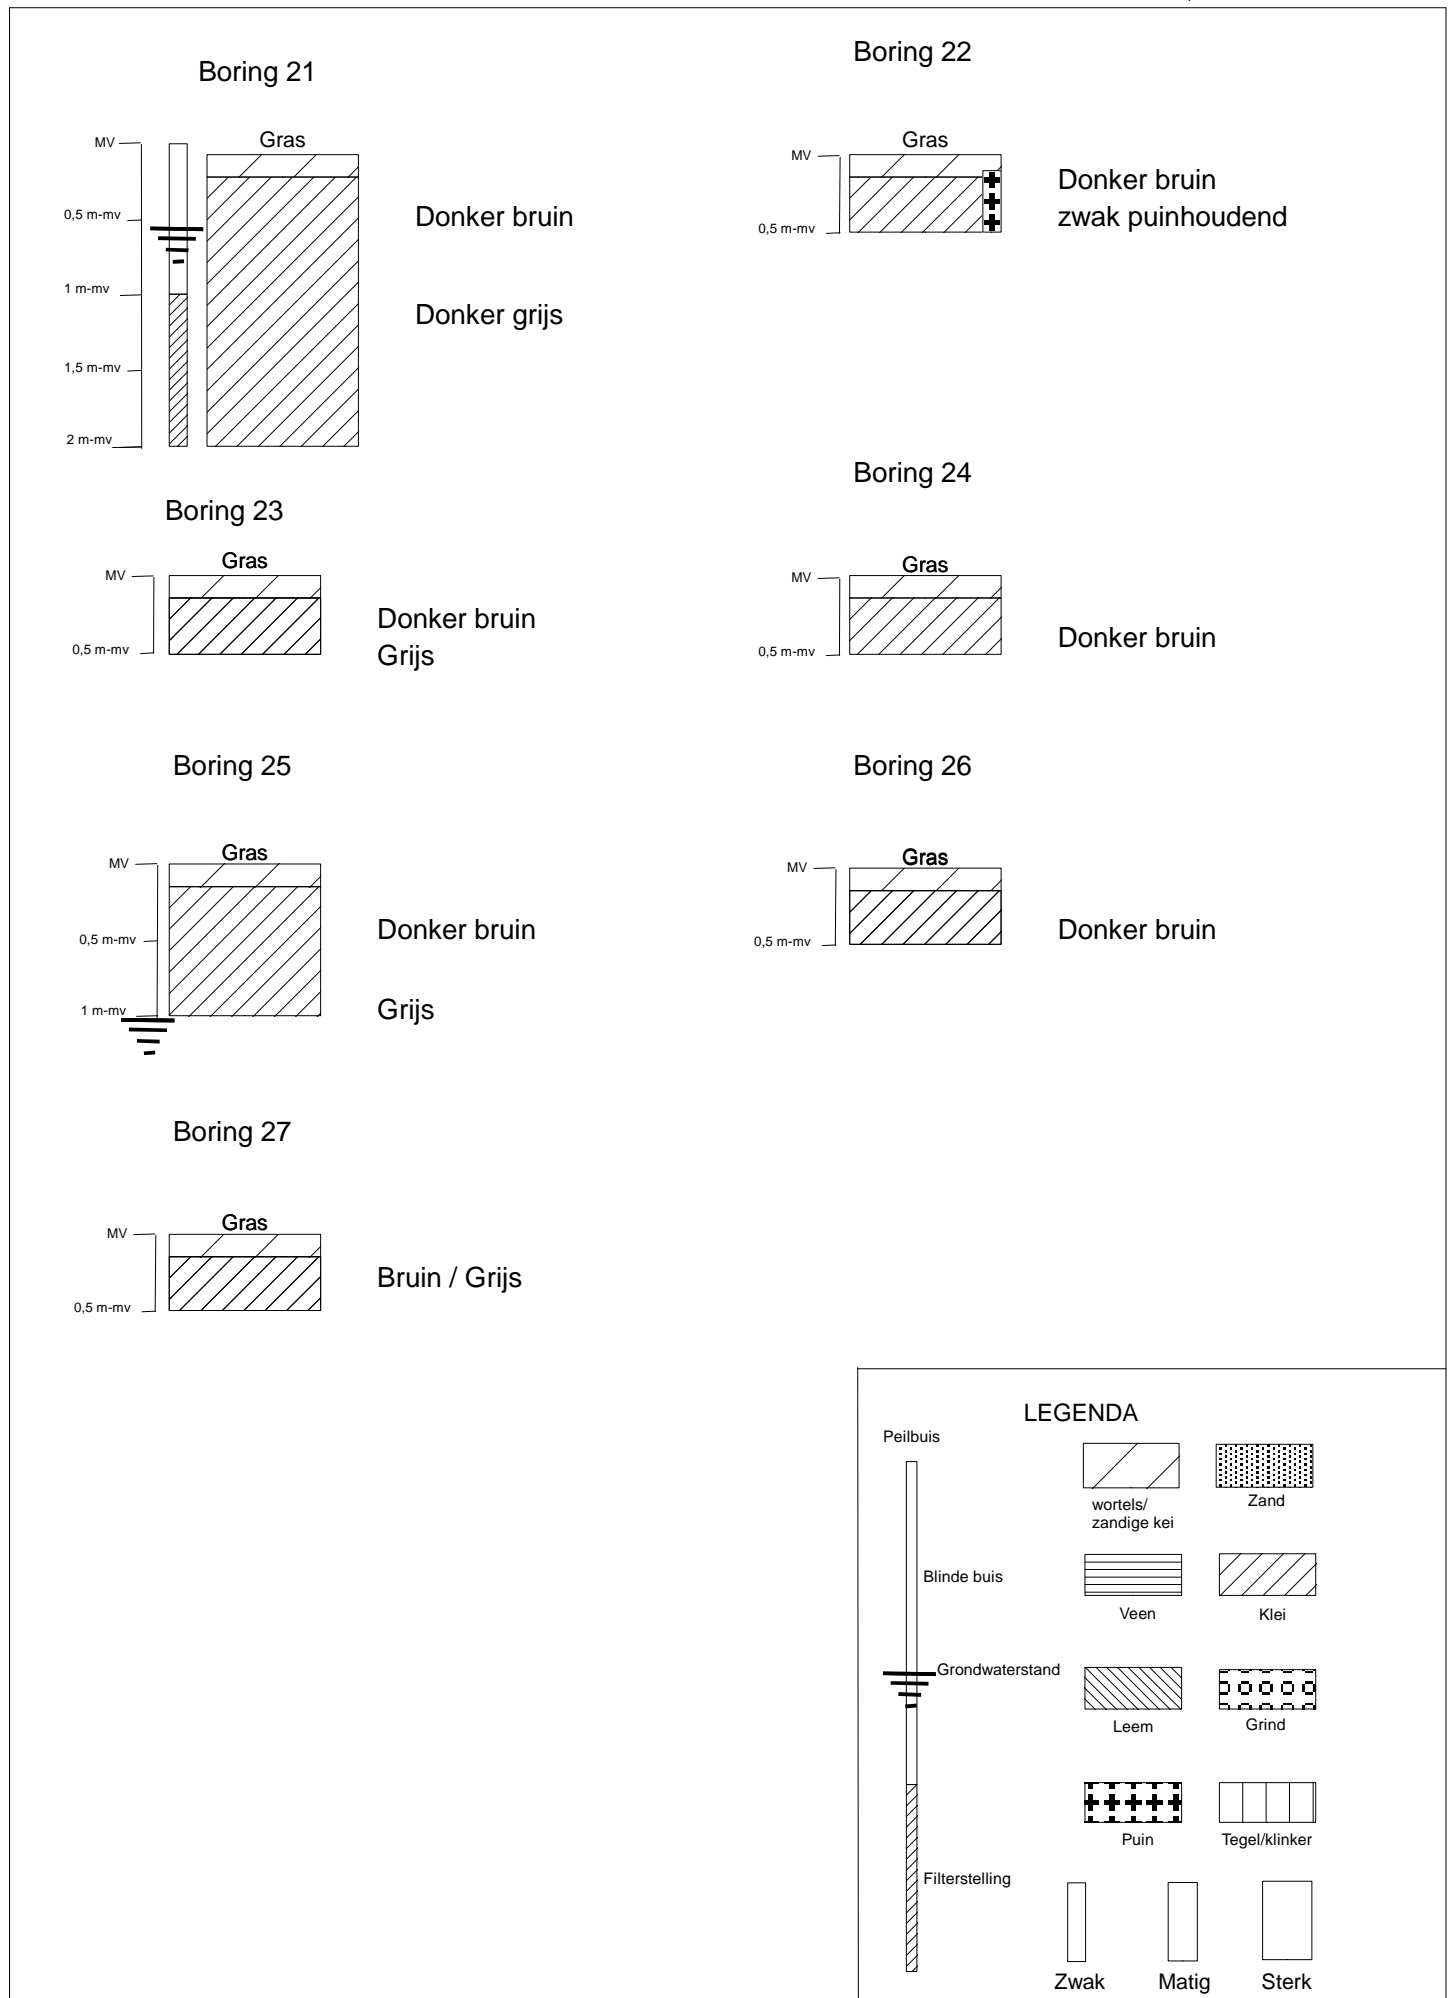 Boring 21
Gras
MV
0,5 m-mv
1 m-mv
1,5 m-mv
2 m-mv
Donker bruin
Donker grijs
Boring 22
Gras
MV
0,5 m-mv
Donker bruin
zwak puinhoudend
Boring 23
Gras
MV
0,5 m-mv
Donker bruin
Grijs
Boring 24
Gras
MV
0,5 m-mv
Donker bruin
Boring 25
Gras
MV
0,5 m-mv
1 m-mv
Donker bruin
Grijs
Boring 26
Gras
MV
0,5 m-mv
Donker bruin
Boring 27
Gras
MV
0,5 m-mv
Bruin / Grijs
LEGENDA
Peilbuis
Blinde buis
Grondwaterstand
Filterstelling
wortels/
zandige kei
Zand
Veen
Klei
Leem
Grind
Puin
Tegel/klinker
Zwak
Matig
Sterk